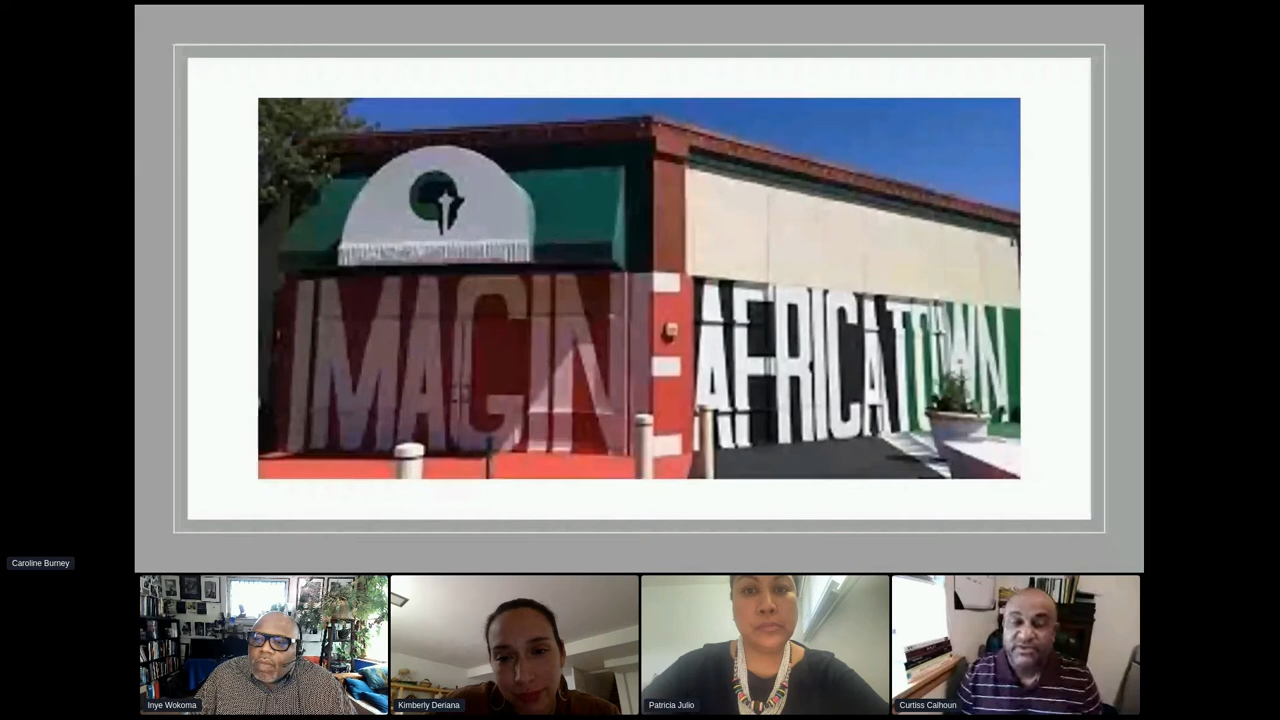 IMAGINE AFRICATOWN
Caroline Burney
Inye Wokoma
Kimberly Deriana
Patricia Julio
Curtiss Calhoun